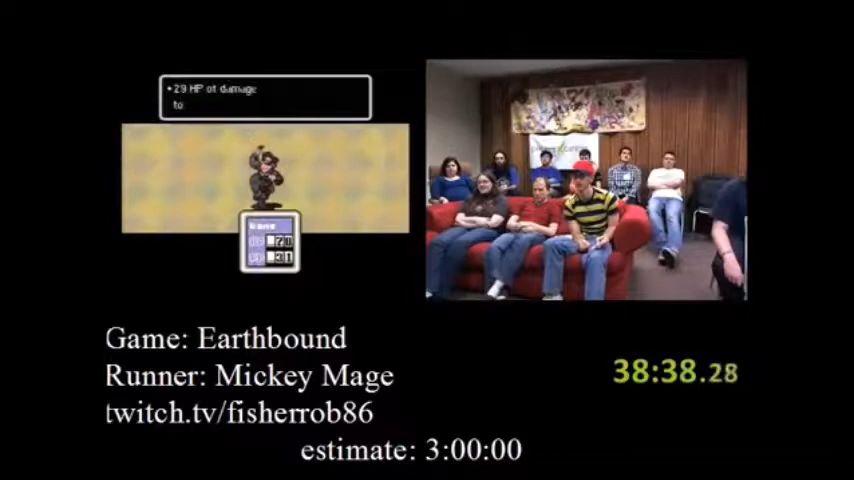 •29 HP of damage
to
Game: Earthbound
Runner: Mickey Mage
twitch.tv/fisherrob86
38:38.28
estimate: 3:00:00